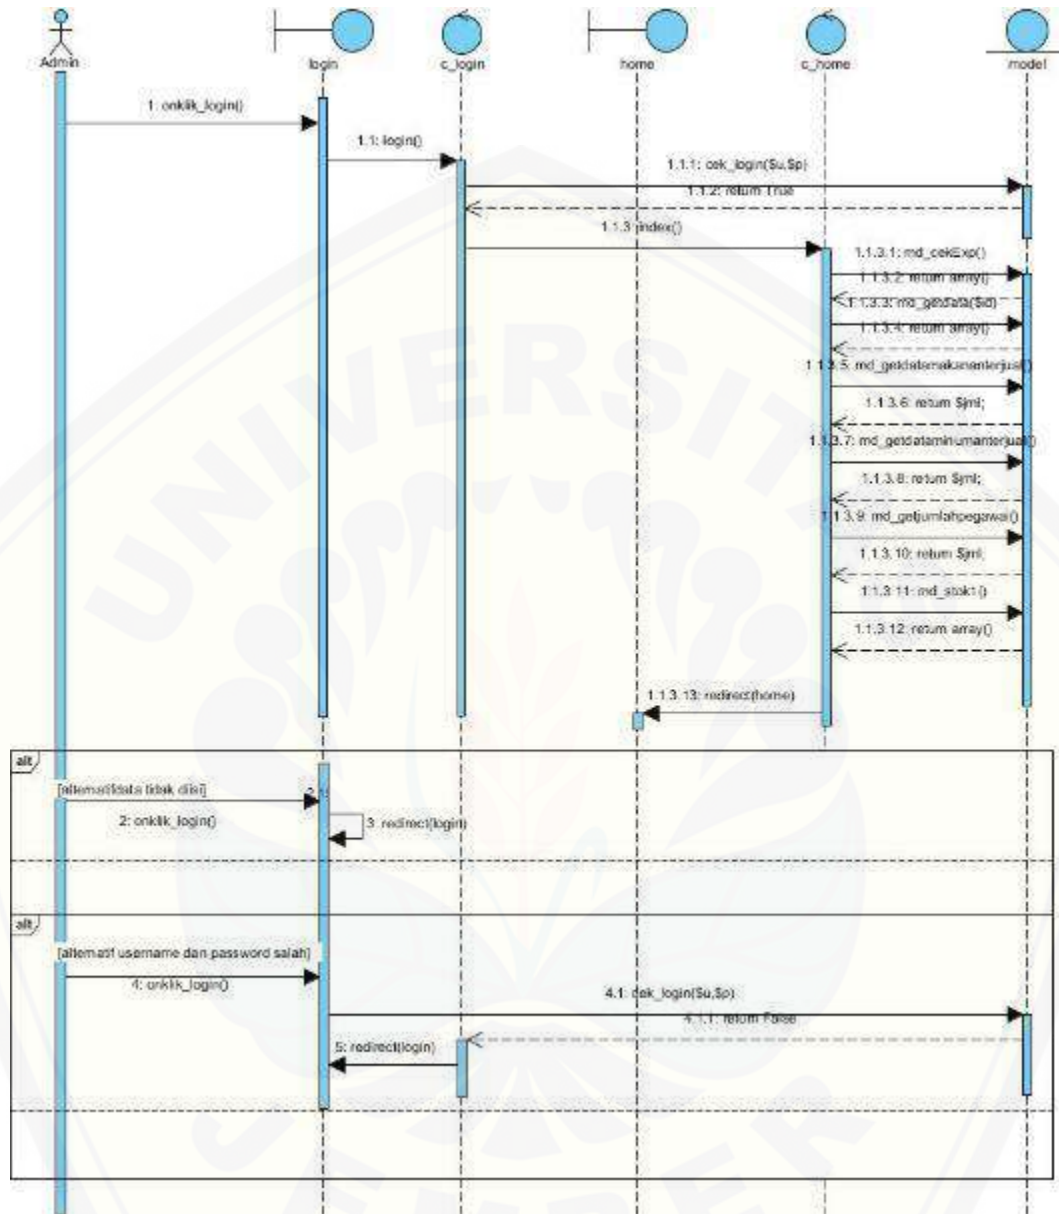 Admin
login
c_login
home
c_home
model
1: onklik_login()
1.1: login()
1.1.1: cek_login($u,$p)
1.1.2: return True
1.1.3: index()
1.1.3.1: md_cekExp()
1.1.3.2: return array()
1.1.3.3: md_getdata($id)
1.1.3.4: return array()
1.1.3.5: md_getdatamakananterjual()
1.1.3.6: return $jml;
1.1.3.7: md_getdataminumanterjual()
1.1.3.8: return $jml;
1.1.3.9: md_getjumlahpegawai()
1.1.3.10: return $jml;
1.1.3.11: md_stok1()
1.1.3.12: return array()
1.1.3.13: redirect(home)
alt
[alternatifdata tidak diisi]
2: onklik_login()
3: redirect(login)
alt
[alternatif username dan password salah]
4: onklik_login()
4.1: cek_login($u,$p)
4.1.1: return False
5: redirect(login)
UNIVERSITA
JEMBER